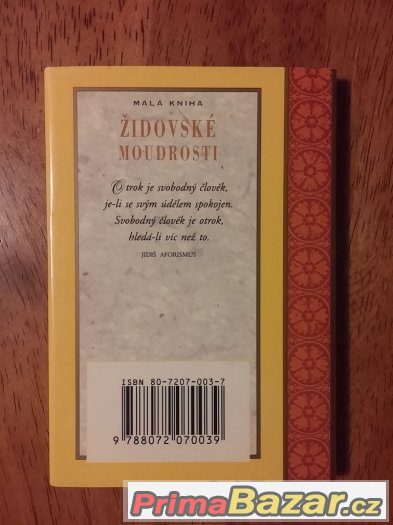 MALÁ KNIHA
ŽIDOVSKÉ
MOUDROSTI
Otrok je svobodný člověk,
je-li se svým údělem spokojen.
Svobodný člověk je otrok,
hledá-li víc než to.
JIDIŠ AFORISMUS
ISBN 80-7207-003-7
9 788072 070039
PrimaBazar.cz